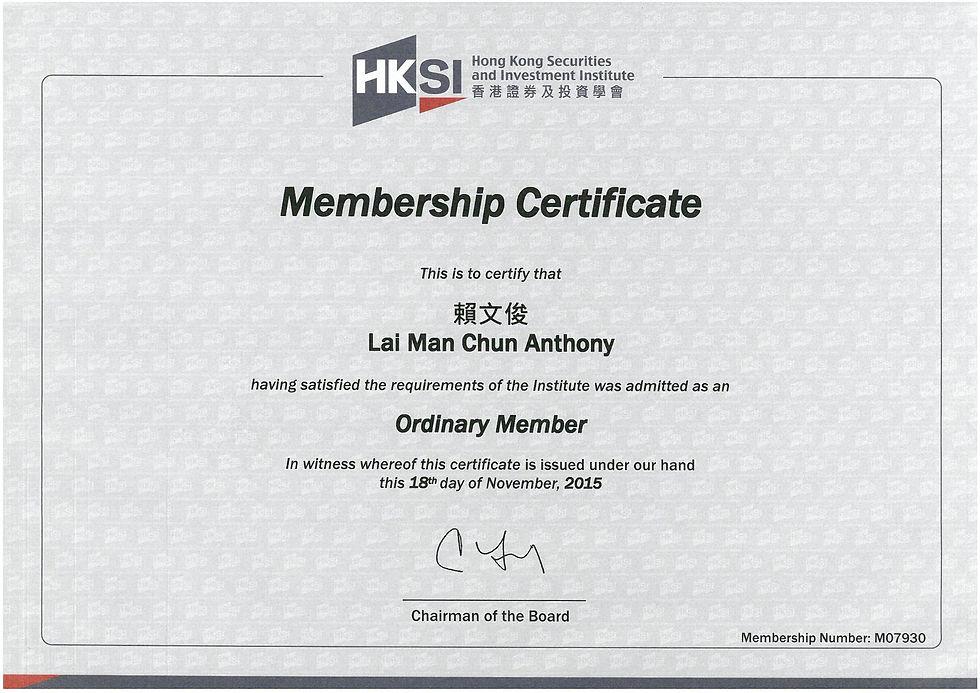 HKSI
Hong Kong Securities
and Investment Institute
香港證券及投資學會
Membership Certificate
This is to certify that
賴文俊
Lai Man Chun Anthony
having satisfied the requirements of the Institute was admitted as an
Ordinary Member
In witness whereof this certificate is issued under our hand
this 18th day of November, 2015
Chairman of the Board
Membership Number: M07930